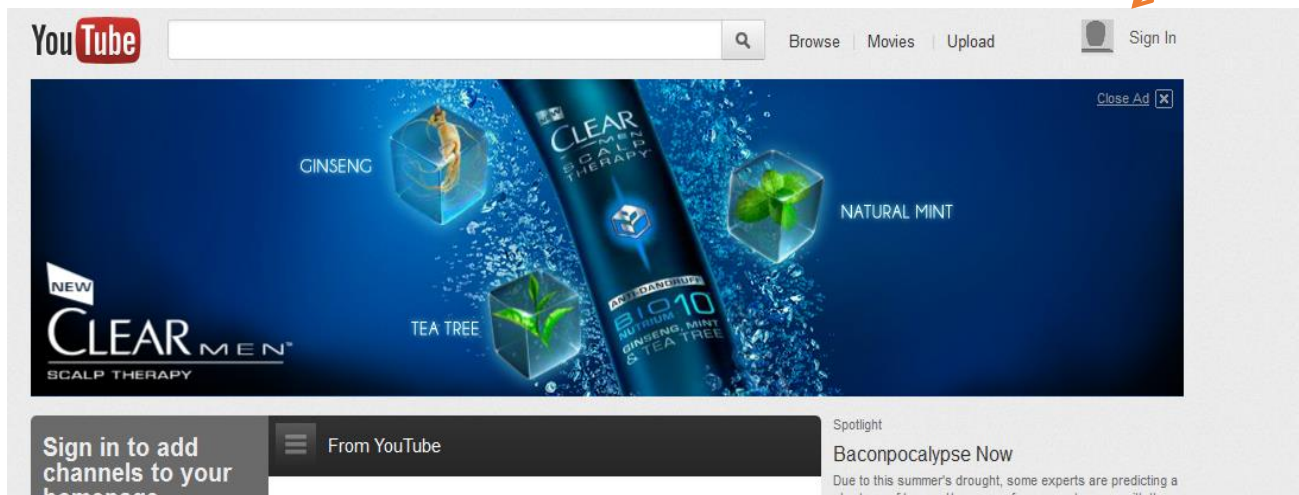 YouTube
Browse | Movies | Upload
Sign In
Close Ad X
GINSENG
CLEAR
MEN
SCALP
THERAPY
NATURAL MINT
NEW
CLEAR MEN
SCALP THERAPY
TEA TREE
ANTI-DANDRUFF
BIO 10
NUTRIUM
GINSENG, MINT
& TEA TREE
Sign in to add
channels to your
homepage
From YouTube
Spotlight
Baconpocalypse Now
Due to this summer's drought, some experts are predicting a